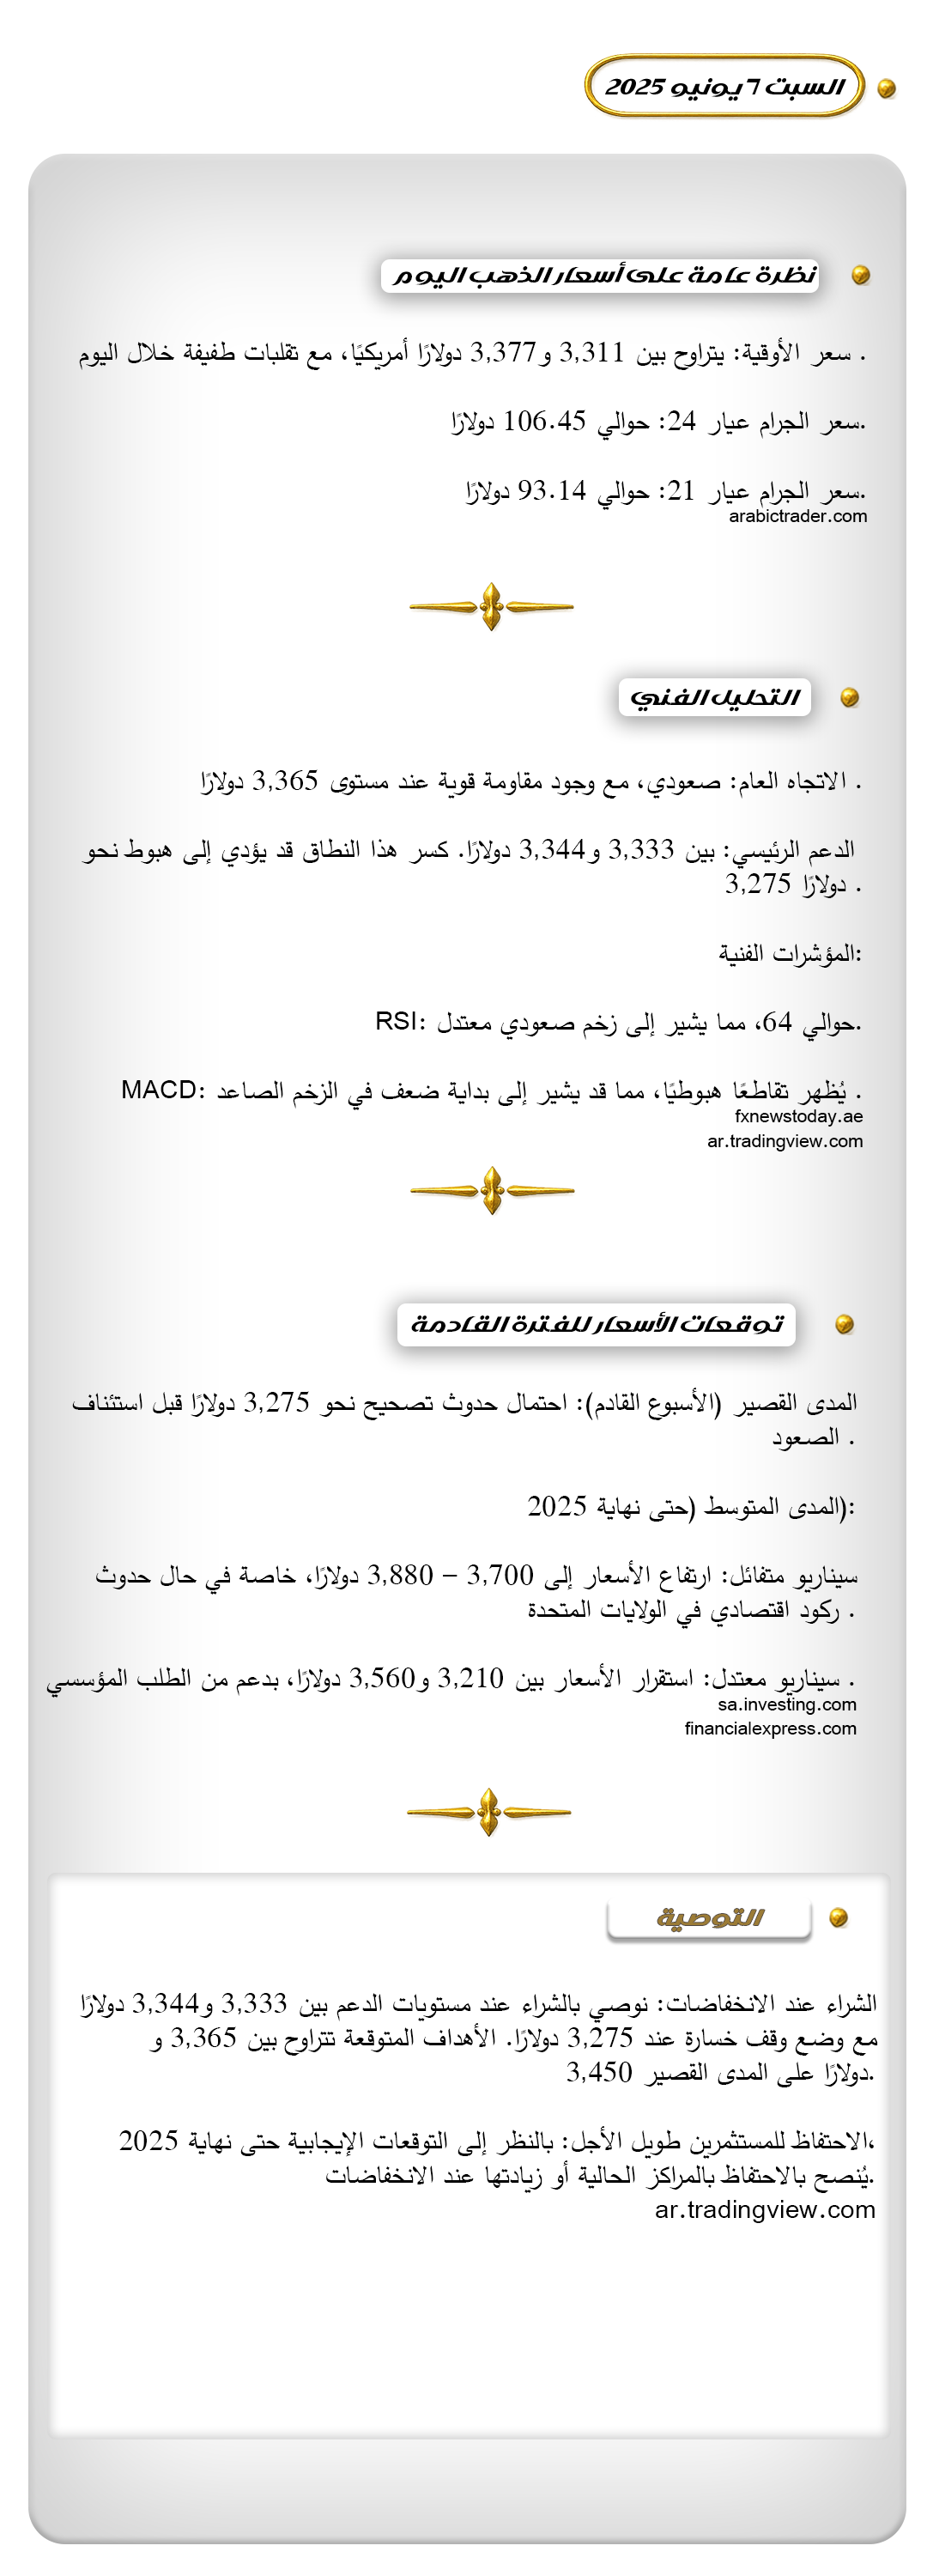 السبت ٦ يونيو 2025
نظرة عامة على أسعار الذهب اليوم
. سعر الأوقية: يتراوح بين 3,311 و3,377 دولارًا أمريكيًا، مع تقلبات طفيفة خلال اليوم
.سعر الجرام عيار 24: حوالي 106.45 دولارًا
.سعر الجرام عيار 21: حوالي 93.14 دولارًا
arabictrader.com
التحليل الفني
. الاتجاه العام: صعودي، مع وجود مقاومة قوية عند مستوى 3,365 دولارًا
الدعم الرئيسي: بين 3,333 و3,344 دولارًا. كسر هذا النطاق قد يؤدي إلى هبوط نحو
. دولارًا 3,275
:المؤشرات الفنية
.حوالي 64، مما يشير إلى زخم صعودي معتدل :RSI
. يُظهر تقاطعًا هبوطيًا، مما قد يشير إلى بداية ضعف في الزخم الصاعد :MACD
fxnewstoday.ae
ar.tradingview.com
توقعات الأسعار للفترة القادمة
المدى القصير (الأسبوع القادم): احتمال حدوث تصحيح نحو 3,275 دولارًا قبل استئناف
. الصعود
:(المدى المتوسط (حتى نهاية 2025
سيناريو متفائل: ارتفاع الأسعار إلى 3,700 – 3,880 دولارًا، خاصة في حال حدوث
. ركود اقتصادي في الولايات المتحدة
. سيناريو معتدل: استقرار الأسعار بين 3,210 و3,560 دولارًا، بدعم من الطلب المؤسسي
sa.investing.com
financialexpress.com
التوصية
الشراء عند الانخفاضات: نوصي بالشراء عند مستويات الدعم بين 3,333 و3,344 دولارًا
مع وضع وقف خسارة عند 3,275 دولارًا. الأهداف المتوقعة تتراوح بين 3,365 و
.دولارًا على المدى القصير 3,450
،الاحتفاظ للمستثمرين طويل الأجل: بالنظر إلى التوقعات الإيجابية حتى نهاية 2025
.يُنصح بالاحتفاظ بالمراكز الحالية أو زيادتها عند الانخفاضات
ar.tradingview.com